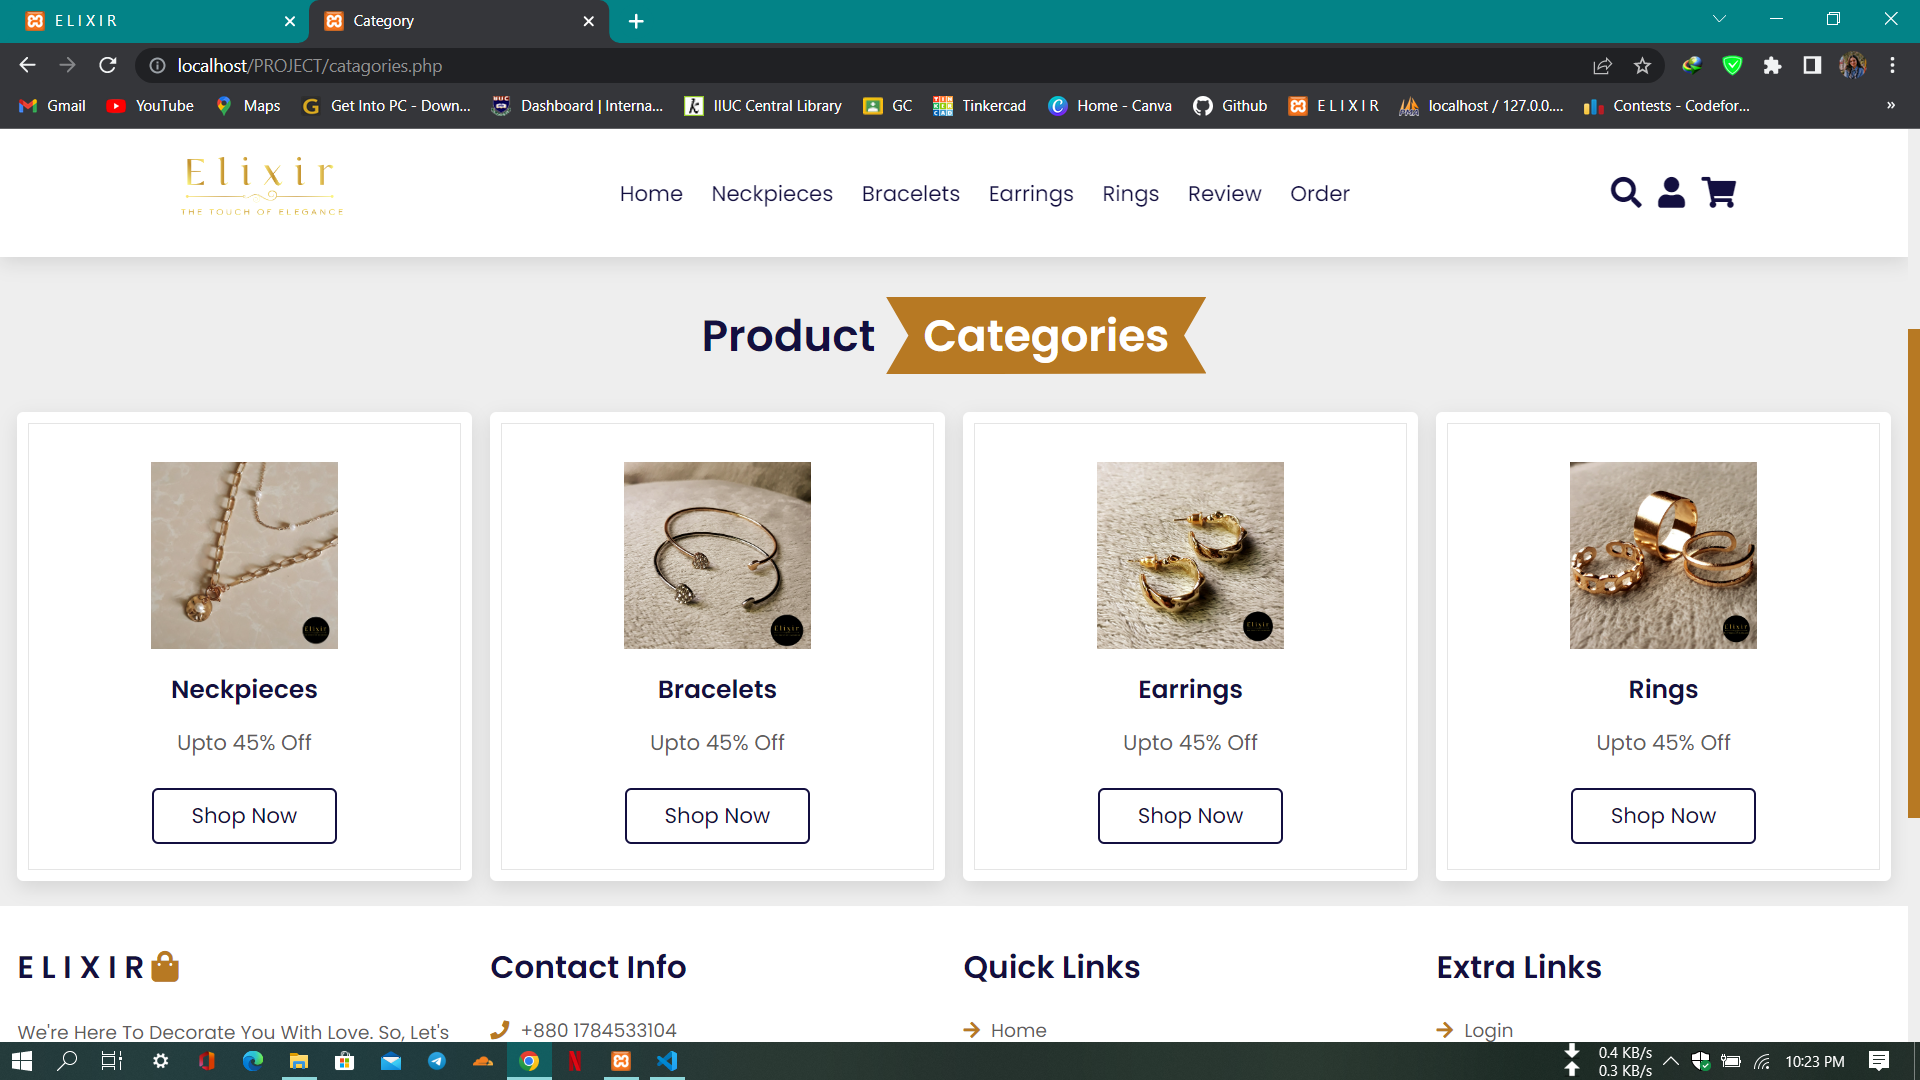 E L I X I R
Category
localhost/PROJECT/catagories.php
Gmail YouTube Maps Get Into PC - Down... Dashboard | Interna... IIUC Central Library GC Tinkercad Home - Canva Github E L I X I R localhost / 127.0.0.... Contests - Codefor... »
Elixir
THE TOUCH OF ELEGANCE
Home Neckpieces Bracelets Earrings Rings Review Order
Product Categories
Neckpieces
Upto 45% Off
Shop Now
Bracelets
Upto 45% Off
Shop Now
Earrings
Upto 45% Off
Shop Now
Rings
Upto 45% Off
Shop Now
E L I X I R
We're Here To Decorate You With Love. So, Let's
Contact Info
+880 1784533104
Quick Links
Home
Extra Links
Login
0.4 KB/s
0.3 KB/s
10:23 PM